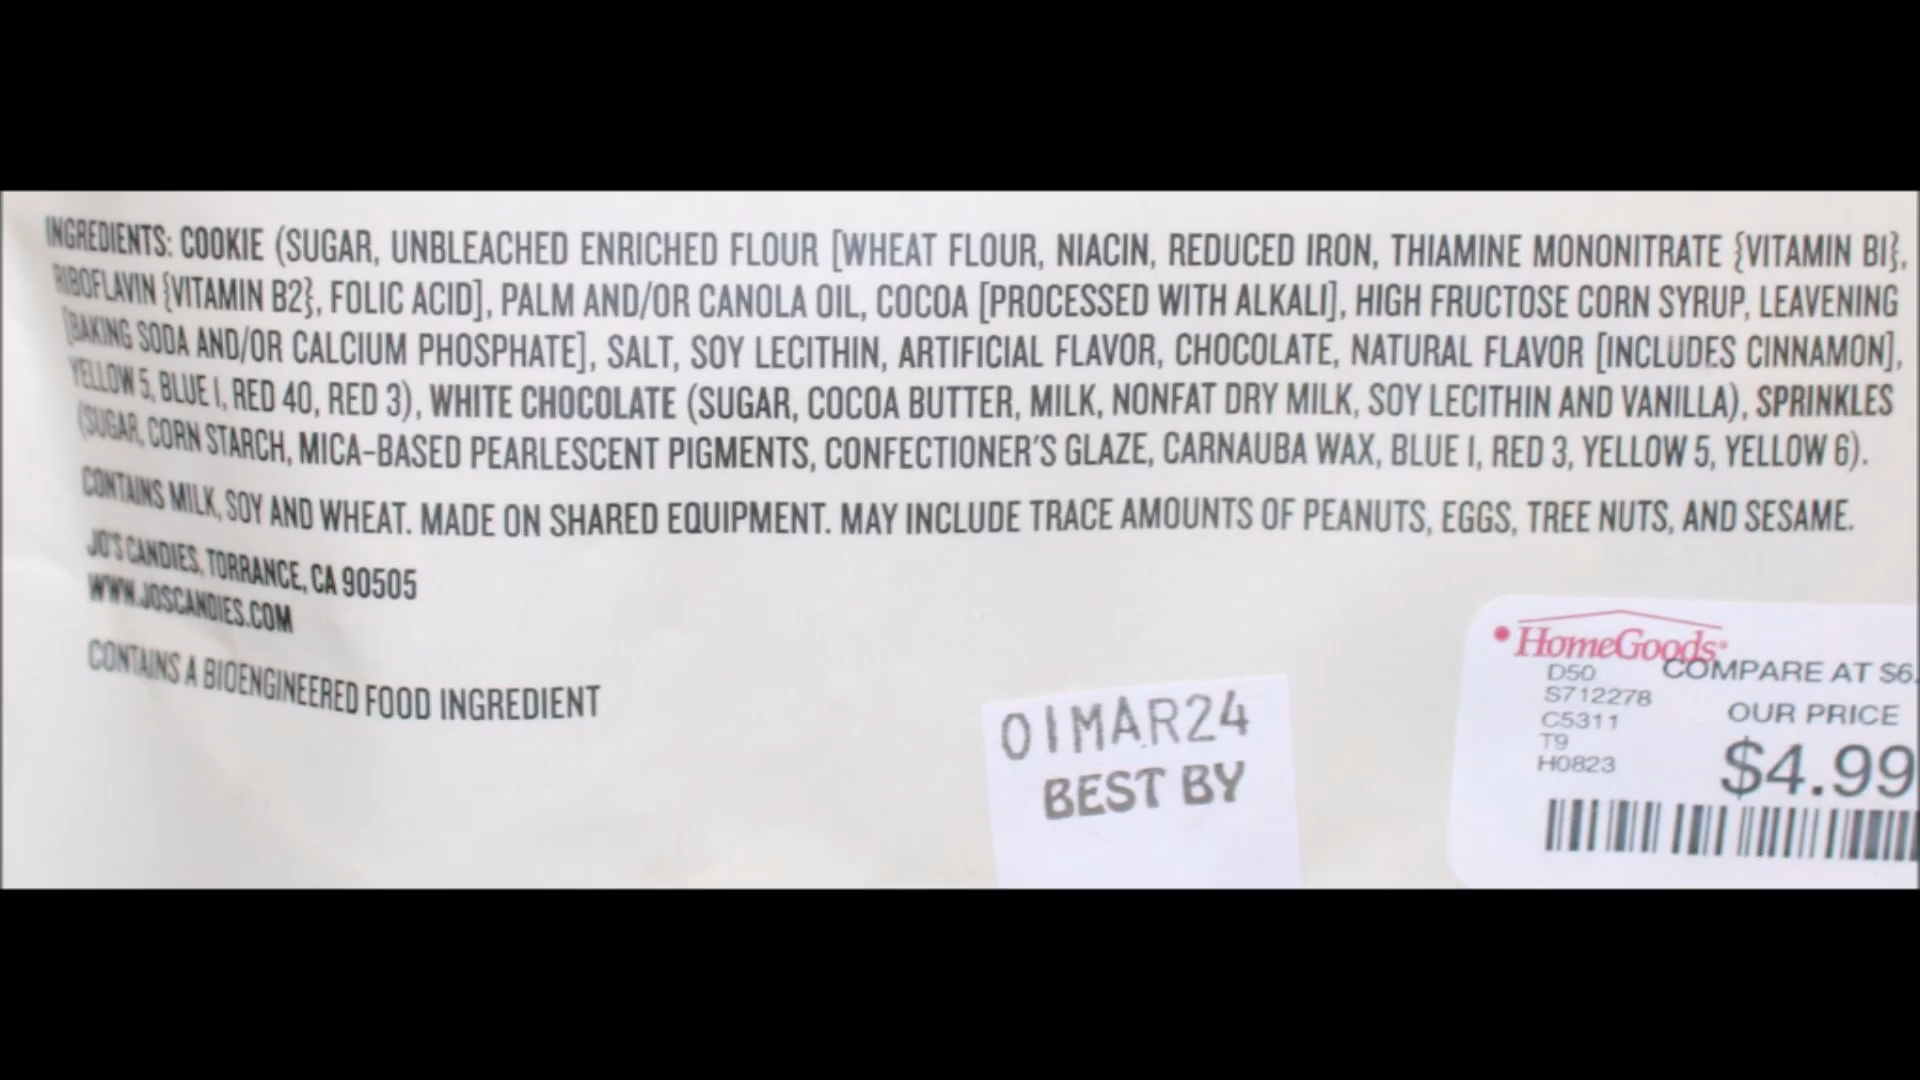 INGREDIENTS: COOKIE (SUGAR, UNBLEACHED ENRICHED FLOUR [WHEAT FLOUR, NIACIN, REDUCED IRON, THIAMINE MONONITRATE {VITAMIN B1},
RIBOFLAVIN {VITAMIN B2}, FOLIC ACID], PALM AND/OR CANOLA OIL, COCOA [PROCESSED WITH ALKALI], HIGH FRUCTOSE CORN SYRUP, LEAVENING
[BAKING SODA AND/OR CALCIUM PHOSPHATE], SALT, SOY LECITHIN, ARTIFICIAL FLAVOR, CHOCOLATE, NATURAL FLAVOR [INCLUDES CINNAMON],
YELLOW 5, BLUE 1, RED 40, RED 3), WHITE CHOCOLATE (SUGAR, COCOA BUTTER, MILK, NONFAT DRY MILK, SOY LECITHIN AND VANILLA), SPRINKLES
(SUGAR, CORN STARCH, MICA-BASED PEARLESCENT PIGMENTS, CONFECTIONER'S GLAZE, CARNAUBA WAX, BLUE 1, RED 3, YELLOW 5, YELLOW 6).
CONTAINS MILK, SOY AND WHEAT. MADE ON SHARED EQUIPMENT. MAY INCLUDE TRACE AMOUNTS OF PEANUTS, EGGS, TREE NUTS, AND SESAME.
JO'S CANDIES, TORRANCE, CA 90505
WWW.JOSCANDIES.COM
CONTAINS A BIOENGINEERED FOOD INGREDIENT
01MAR24
BEST BY
HomeGoods
D50
COMPARE AT $6.
S712278
C5311
OUR PRICE
T9
$4.99
H0823